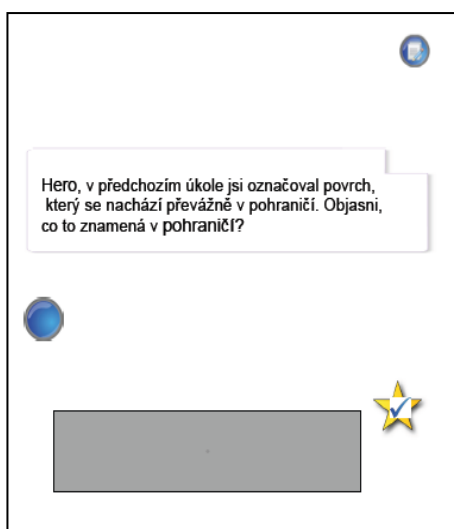 Hero, v předchozím úkole jsi označoval povrch,
který se nachází převážně v pohraničí. Objasni,
co to znamená v pohraničí?